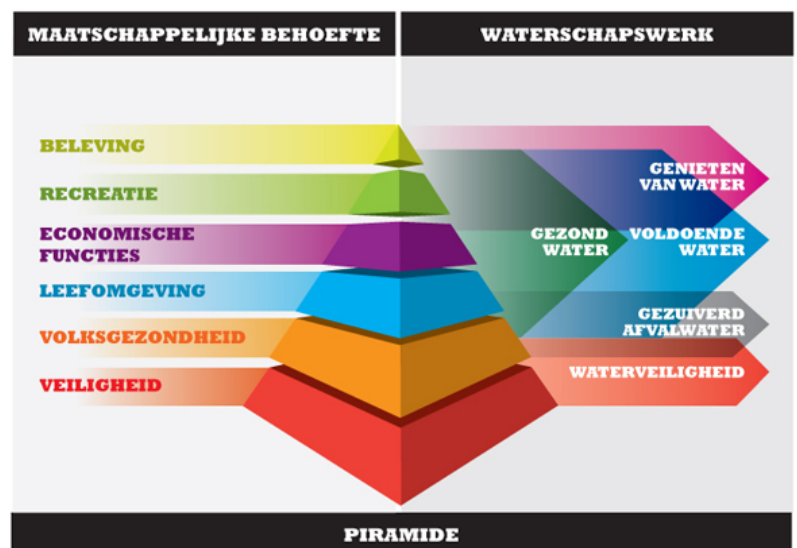 MAATSCHAPPELIJKE BEHOEFTE
WATERSCHAPSWERK
BELEVING
RECREATIE
ECONOMISCHE
FUNCTIES
LEEFOMGEVING
VOLKSGEZONDHEID
VEILIGHEID
GENIETEN
VAN WATER
GEZOND
WATER
VOLDOENDE
WATER
GEZUIVERD
AFVALWATER
WATERVEILIGHEID
PIRAMIDE